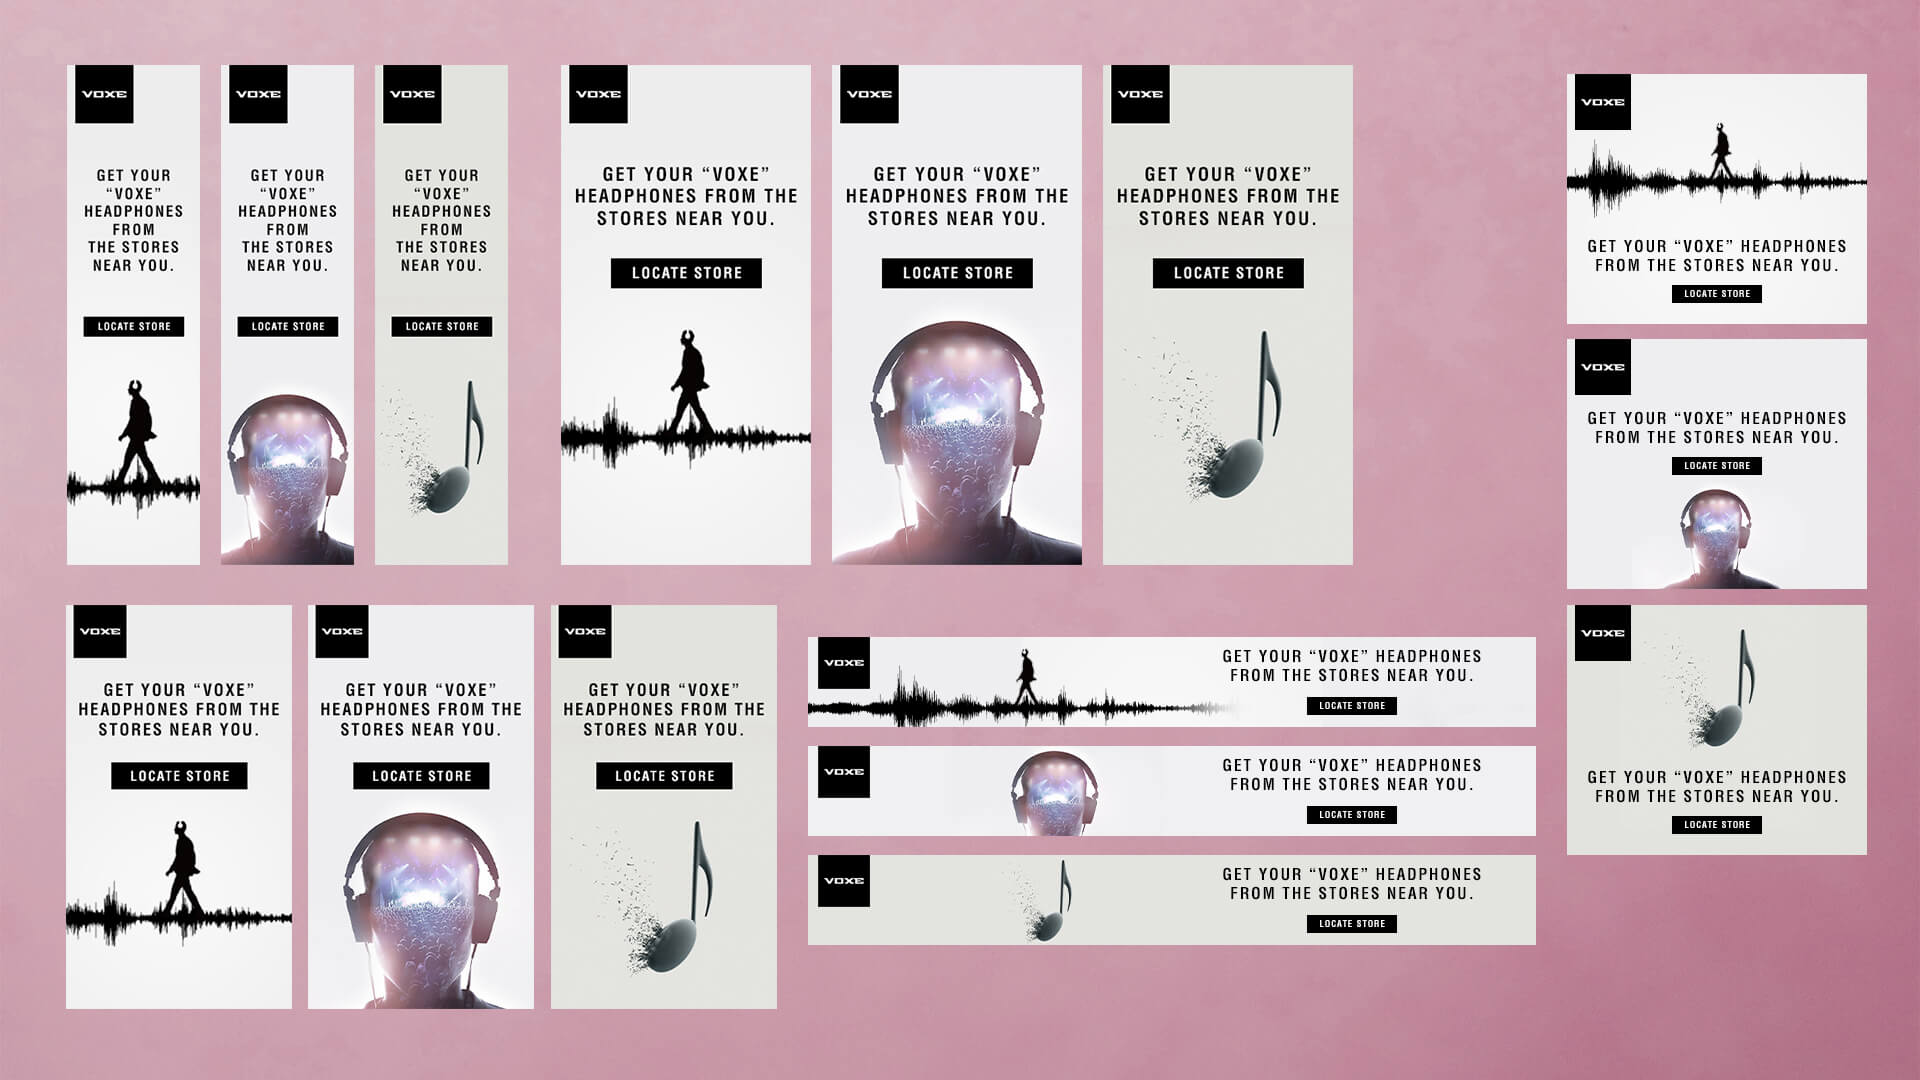 VOXE
GET YOUR
“VOXE”
HEADPHONES
FROM
THE STORES
NEAR YOU.
LOCATE STORE
VOXE
GET YOUR
“VOXE”
HEADPHONES
FROM
THE STORES
NEAR YOU.
LOCATE STORE
VOXE
GET YOUR
“VOXE”
HEADPHONES
FROM
THE STORES
NEAR YOU.
LOCATE STORE
VOXE
GET YOUR “VOXE”
HEADPHONES FROM THE
STORES NEAR YOU.
LOCATE STORE
VOXE
GET YOUR “VOXE”
HEADPHONES FROM THE
STORES NEAR YOU.
LOCATE STORE
VOXE
GET YOUR “VOXE”
HEADPHONES FROM THE
STORES NEAR YOU.
LOCATE STORE
VOXE
GET YOUR “VOXE” HEADPHONES
FROM THE STORES NEAR YOU.
LOCATE STORE
VOXE
GET YOUR “VOXE” HEADPHONES
FROM THE STORES NEAR YOU.
LOCATE STORE
VOXE
GET YOUR “VOXE” HEADPHONES
FROM THE STORES NEAR YOU.
LOCATE STORE
VOXE
GET YOUR “VOXE”
HEADPHONES FROM THE
STORES NEAR YOU.
LOCATE STORE
VOXE
GET YOUR “VOXE”
HEADPHONES FROM THE
STORES NEAR YOU.
LOCATE STORE
VOXE
GET YOUR “VOXE”
HEADPHONES FROM THE
STORES NEAR YOU.
LOCATE STORE
VOXE
GET YOUR “VOXE” HEADPHONES
FROM THE STORES NEAR YOU.
LOCATE STORE
VOXE
GET YOUR “VOXE” HEADPHONES
FROM THE STORES NEAR YOU.
LOCATE STORE
VOXE
GET YOUR “VOXE” HEADPHONES
FROM THE STORES NEAR YOU.
LOCATE STORE